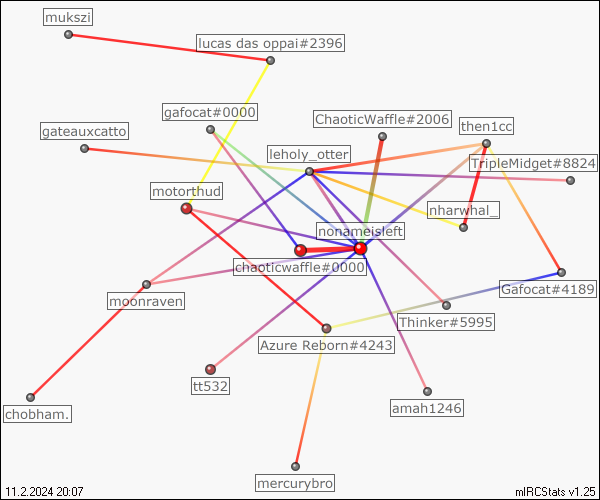 mukszi
lucas das oppai#2396
gafocat#0000
ChaoticWaffle#2006
then1cc
gateauxcatto
leholy_otter
TripleMidget#8824
motorthud
nharwhal_
nonameisleft
chaoticwaffle#0000
Gafocat#4189
moonraven
Thinker#5995
Azure Reborn#4243
tt532
amah1246
chobham.
mercurybro
11.2.2024 20:07
mIRCStats v1.25